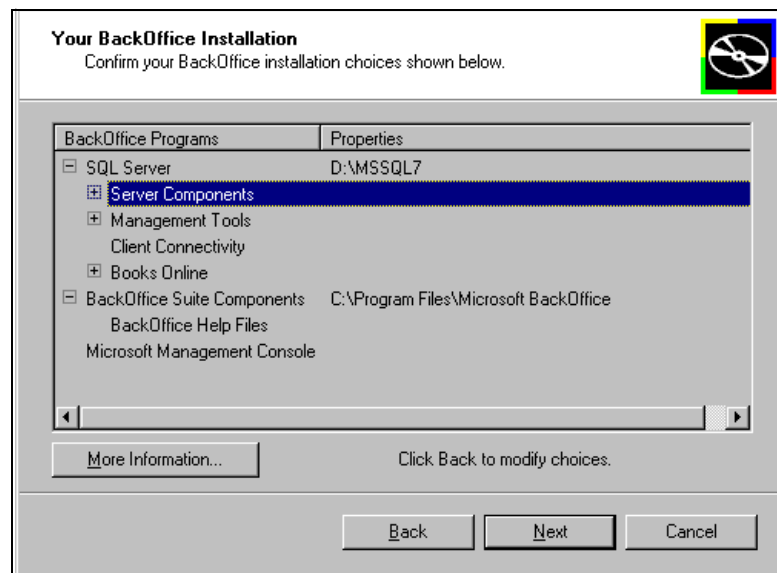 Your BackOffice Installation
Confirm your BackOffice installation choices shown below.
BackOffice Programs Properties
SQL Server D:\MSSQL7
Server Components
Management Tools
Client Connectivity
Books Online
BackOffice Suite Components C:\Program Files\Microsoft BackOffice
BackOffice Help Files
Microsoft Management Console
More Information... Click Back to modify choices.
Back Next Cancel